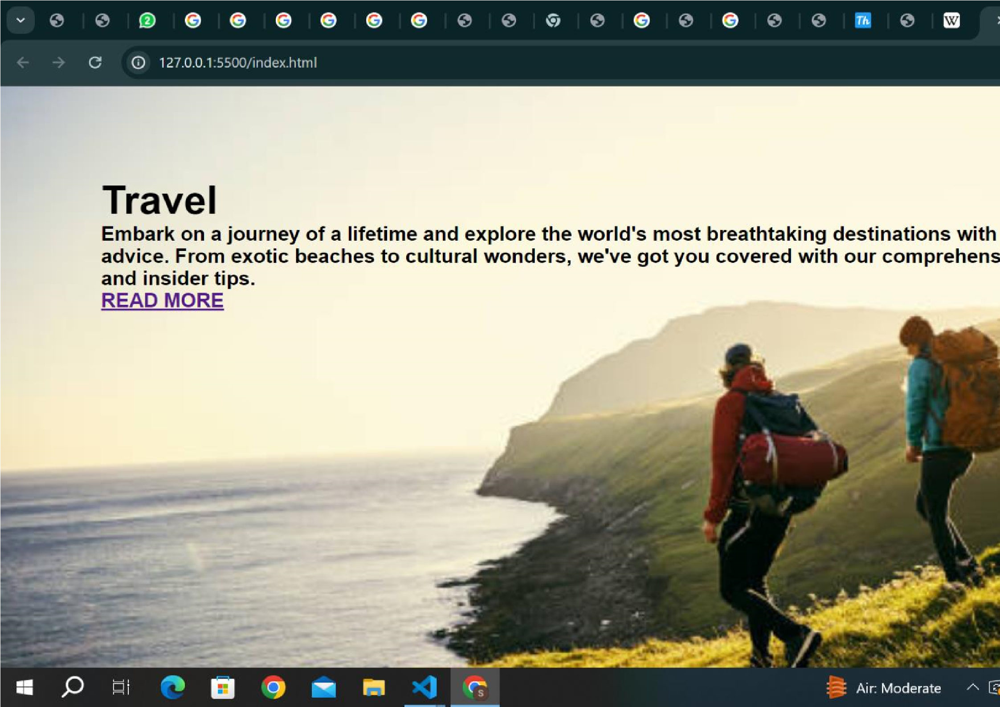 2
Th
W
127.0.0.1:5500/index.html
Travel
Embark on a journey of a lifetime and explore the world's most breathtaking destinations with
advice. From exotic beaches to cultural wonders, we've got you covered with our comprehens
and insider tips.
READ MORE
S
Air: Moderate